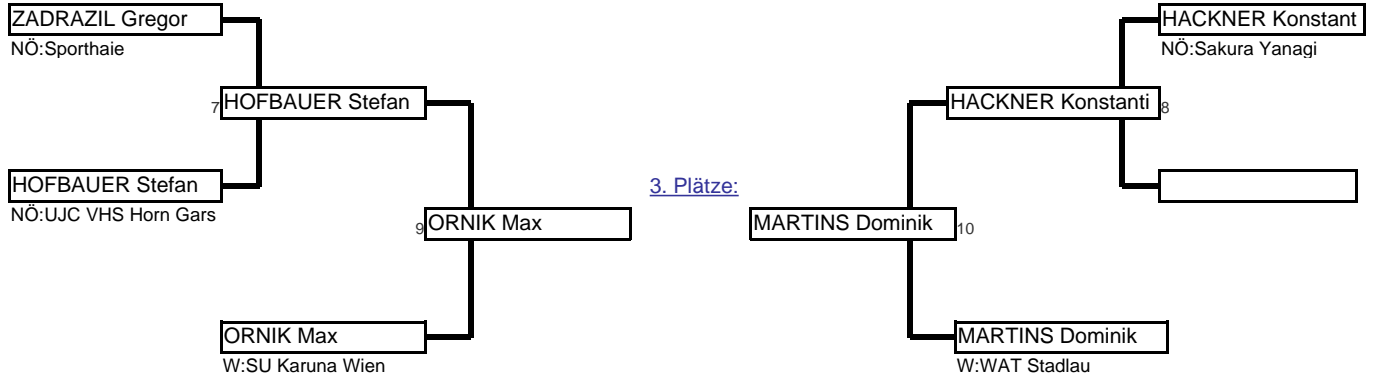 ZADRAZIL Gregor
NÖ:Sporthaie
7 HOFBAUER Stefan
HOFBAUER Stefan
NÖ:UJC VHS Horn Gars
9 ORNIK Max
ORNIK Max
W:SU Karuna Wien
3. Plätze:
HACKNER Konstant
NÖ:Sakura Yanagi
HACKNER Konstanti 8
MARTINS Dominik 10
MARTINS Dominik
W:WAT Stadlau